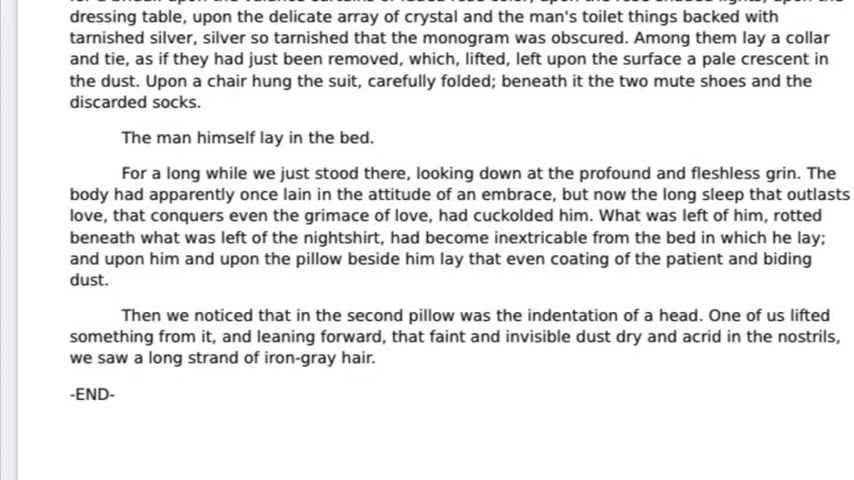 dressing table, upon the delicate array of crystal and the man's toilet things backed with
tarnished silver, silver so tarnished that the monogram was obscured. Among them lay a collar
and tie, as if they had just been removed, which, lifted, left upon the surface a pale crescent in
the dust. Upon a chair hung the suit, carefully folded; beneath it the two mute shoes and the
discarded socks.
The man himself lay in the bed.
For a long while we just stood there, looking down at the profound and fleshless grin. The
body had apparently once lain in the attitude of an embrace, but now the long sleep that outlasts
love, that conquers even the grimace of love, had cuckolded him. What was left of him, rotted
beneath what was left of the nightshirt, had become inextricable from the bed in which he lay;
and upon him and upon the pillow beside him lay that even coating of the patient and biding
dust.
Then we noticed that in the second pillow was the indentation of a head. One of us lifted
something from it, and leaning forward, that faint and invisible dust dry and acrid in the nostrils,
we saw a long strand of iron-gray hair.
-END-